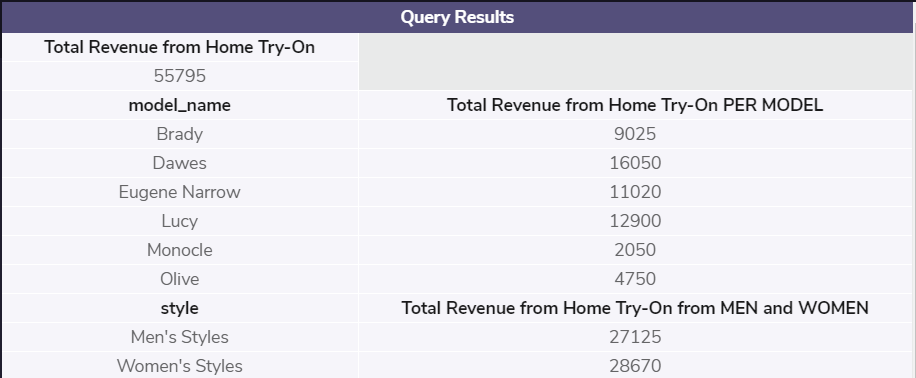 Query Results
Total Revenue from Home Try-On
55795
model_name Total Revenue from Home Try-On PER MODEL
Brady 9025
Dawes 16050
Eugene Narrow 11020
Lucy 12900
Monocle 2050
Olive 4750
style Total Revenue from Home Try-On from MEN and WOMEN
Men's Styles 27125
Women's Styles 28670